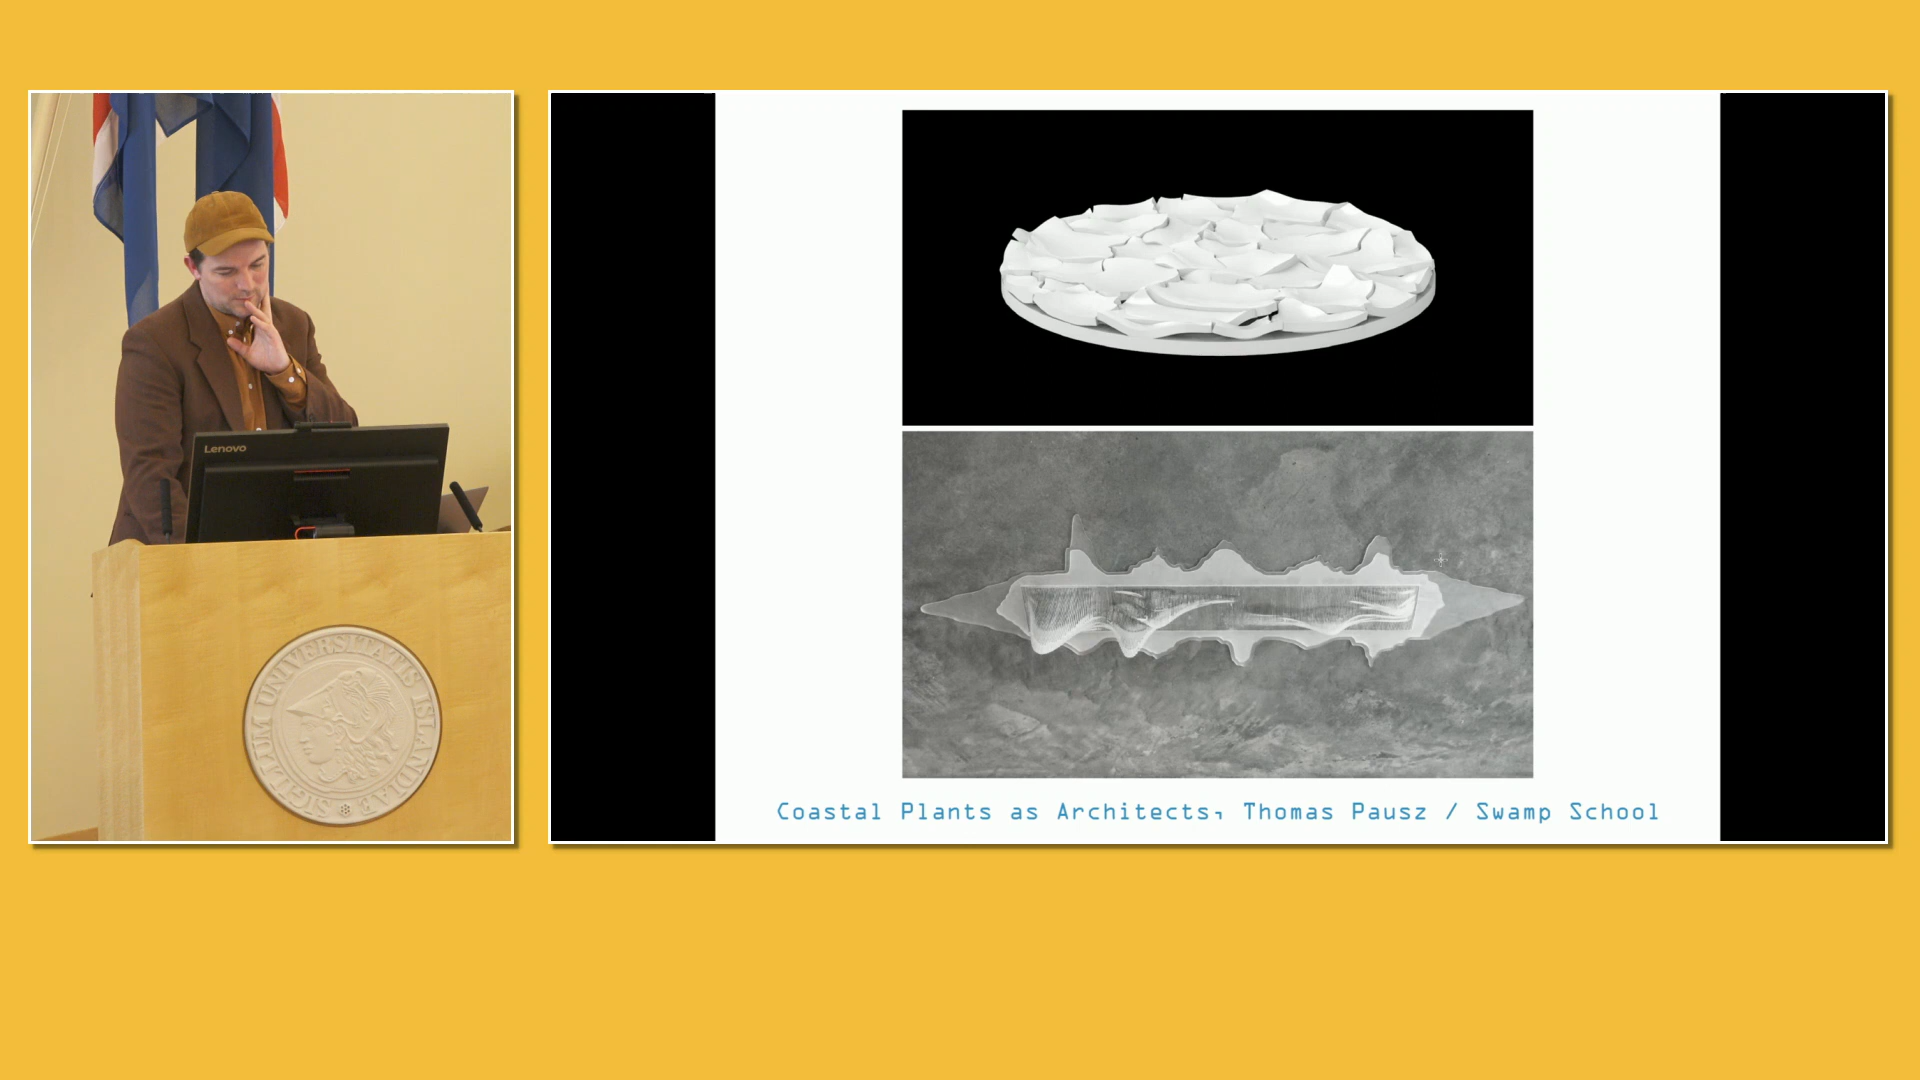 Lenovo
SIGILLUM UNIVERSITATIS ISLANDIAE
Coastal Plants as Architects, Thomas Pausz / Swamp School